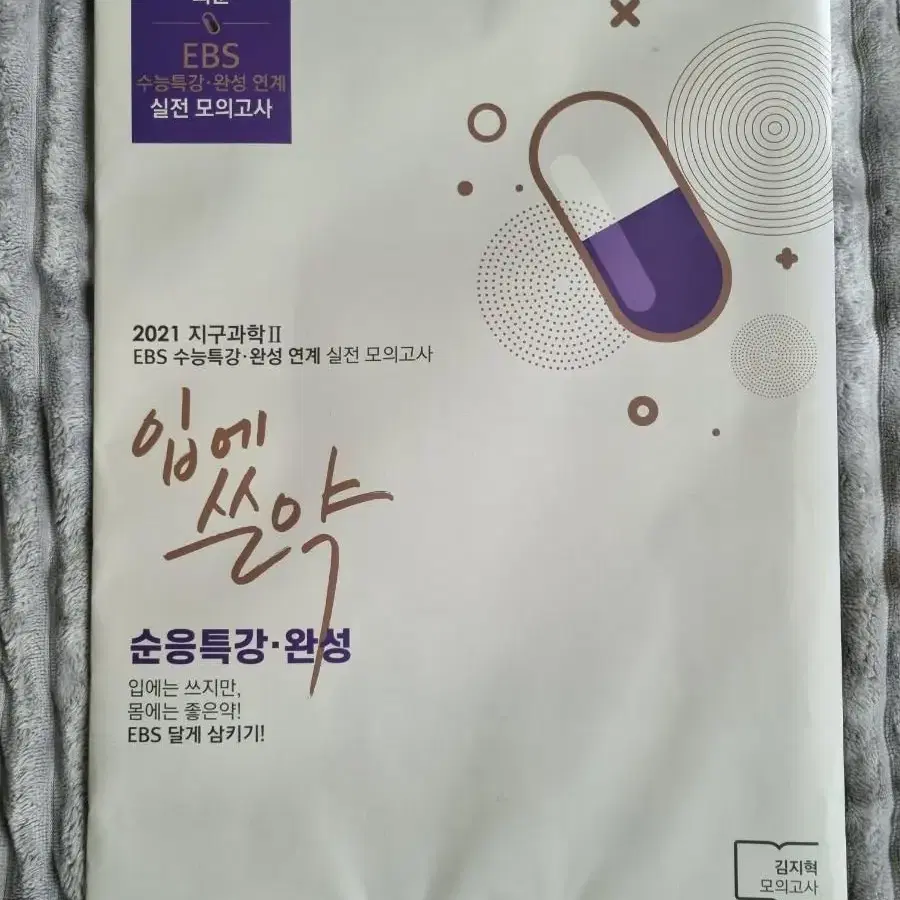 EBS
수능특강·완성 연계
실전 모의고사
2021 지구과학Ⅱ
EBS 수능특강·완성 연계 실전 모의고사
입에
쓴약
순응특강·완성
입에는 쓰지만,
몸에는 좋은약!
EBS 달게 삼키기!
김지혁
모의고사